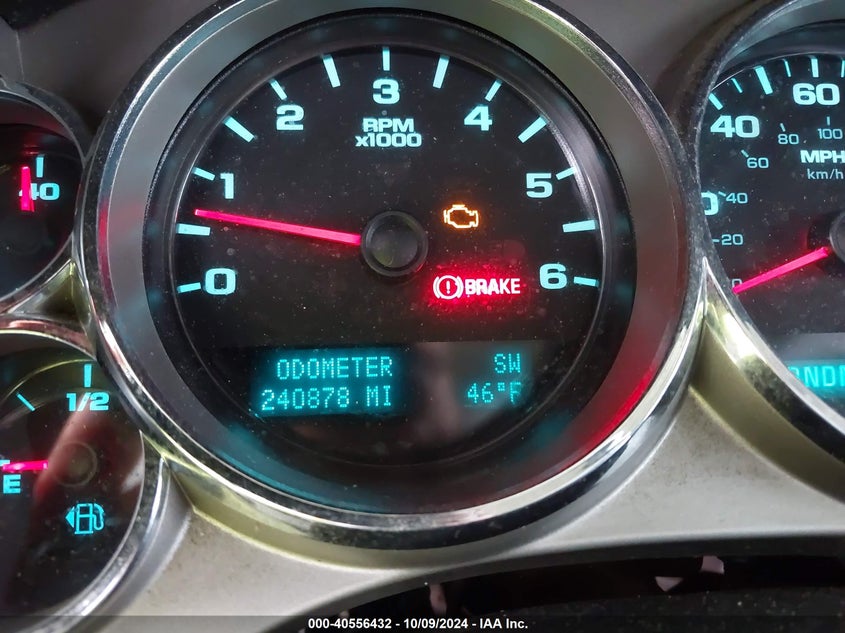 0 1 2 3 4 5 6
RPM
x1000
BRAKE
ODOMETER
240878 MI
SW
46°F
40
1/2
E
40 60
60 80 100
40
20
MPH
km/h
000-40556432 - 10/09/2024 - IAA Inc.